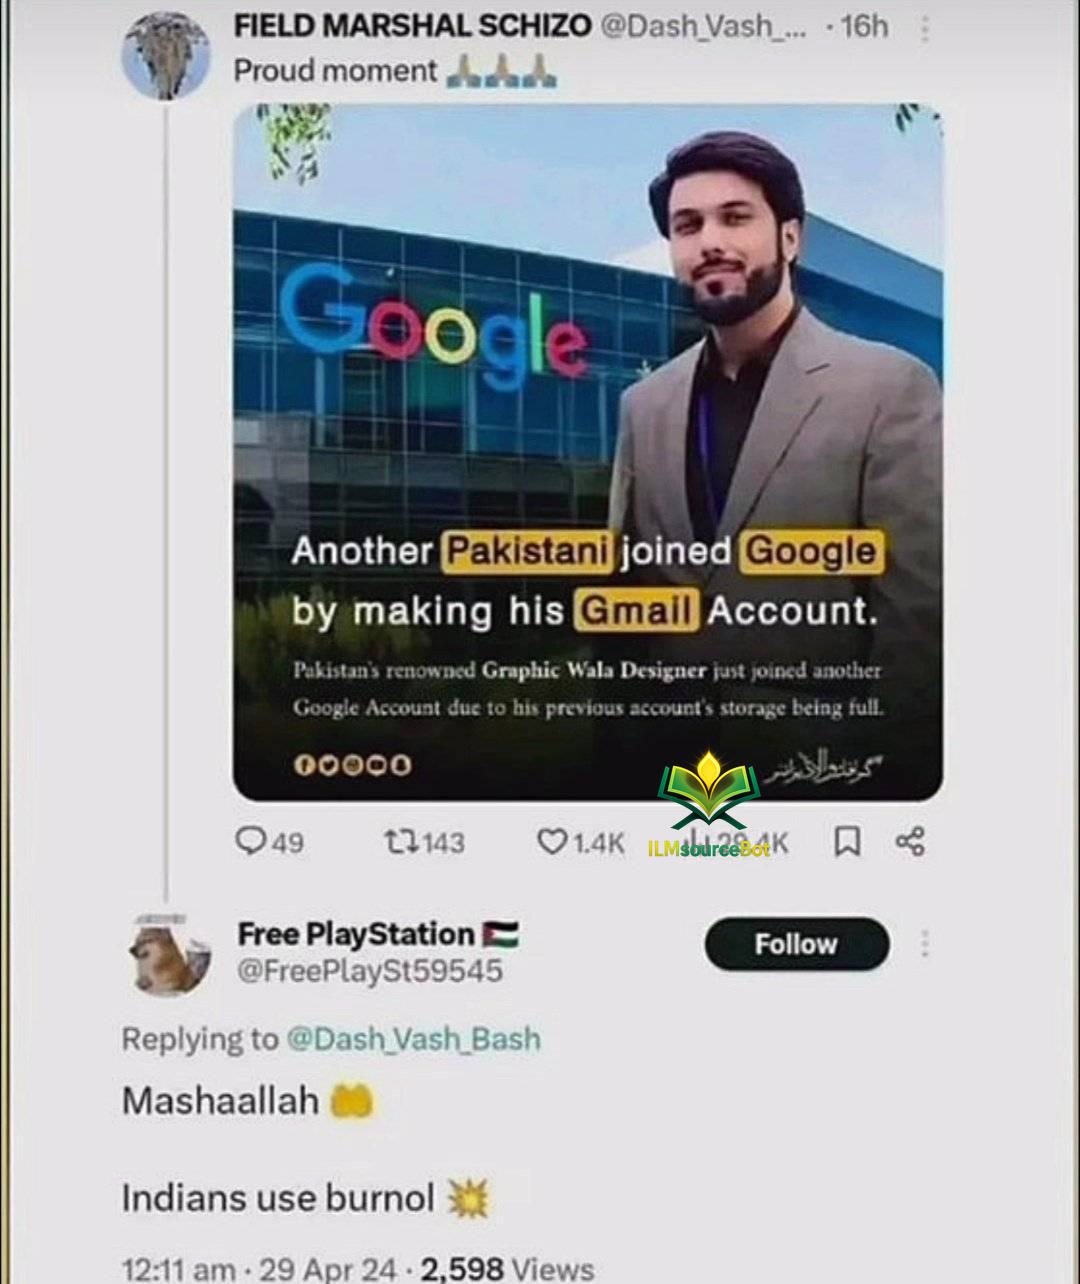 FIELD MARSHAL SCHIZO @Dash_Vash_... · 16h
Proud moment 🙏🏽🙏🏽🙏🏽
Google
Another Pakistani joined Google
by making his Gmail Account.
Pakistan's renowned Graphic Wala Designer just joined another
Google Account due to his previous account's storage being full.
49 143 1.4K 29.4K
ILMsourceBot
Free PlayStation 🇵🇸
@FreePlaySt59545
Follow
Replying to @Dash_Vash_Bash
Mashaallah 🤲
Indians use burnol 💥
12:11 am · 29 Apr 24 · 2,598 Views